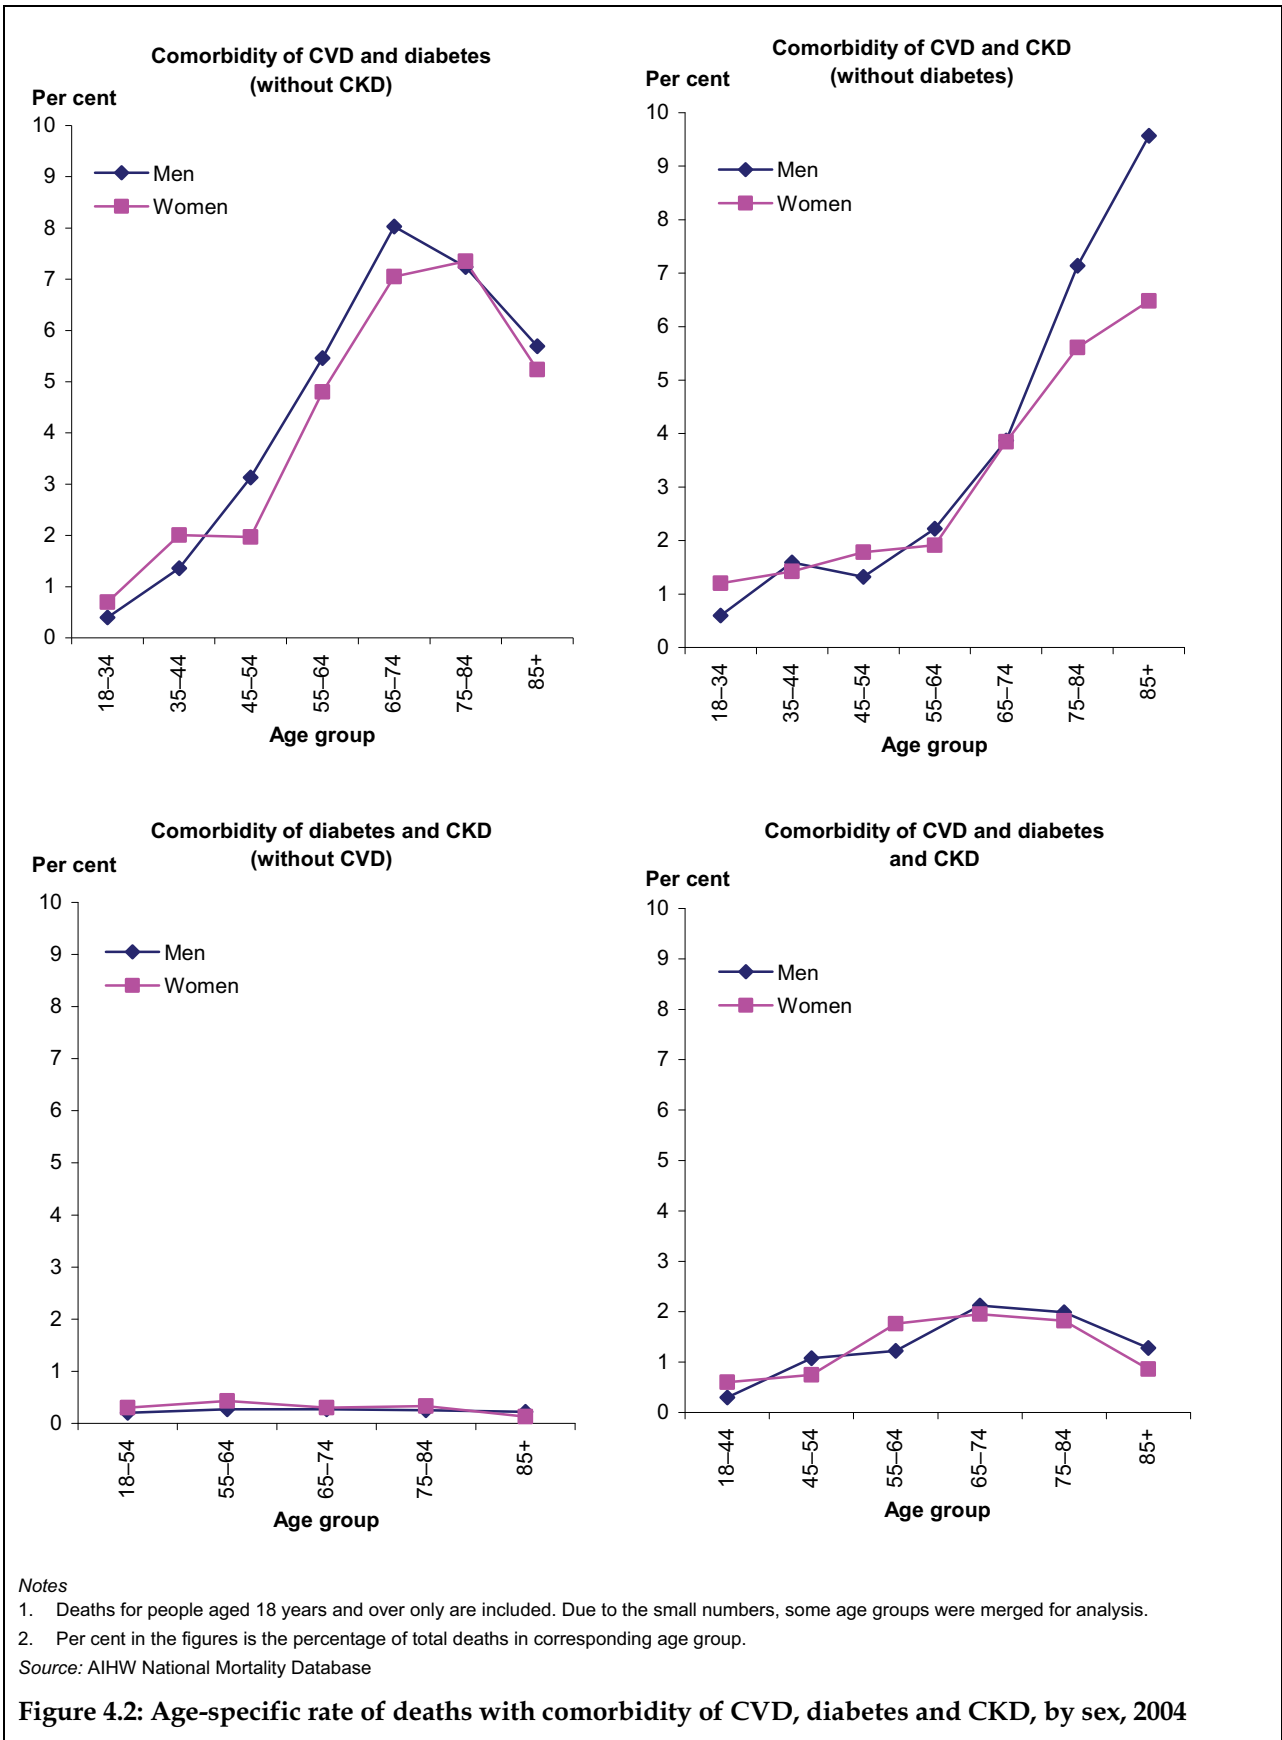 Comorbidity of CVD and diabetes
(without CKD)
Per cent
10
9
8
7
6
5
4
3
2
1
0
Men
Women
18–34
35–44
45–54
55–64
65–74
75–84
85+
Age group
Comorbidity of CVD and CKD
(without diabetes)
Per cent
10
9
8
7
6
5
4
3
2
1
0
Men
Women
18–34
35–44
45–54
55–64
65–74
75–84
85+
Age group
Comorbidity of diabetes and CKD
(without CVD)
Per cent
10
9
8
7
6
5
4
3
2
1
0
Men
Women
18–54
55–64
65–74
75–84
85+
Age group
Comorbidity of CVD and diabetes
and CKD
Per cent
10
9
8
7
6
5
4
3
2
1
0
Men
Women
18–44
45–54
55–64
65–74
75–84
85+
Age group
Notes
1. Deaths for people aged 18 years and over only are included. Due to the small numbers, some age groups were merged for analysis.
2. Per cent in the figures is the percentage of total deaths in corresponding age group.
Source: AIHW National Mortality Database
Figure 4.2: Age-specific rate of deaths with comorbidity of CVD, diabetes and CKD, by sex, 2004